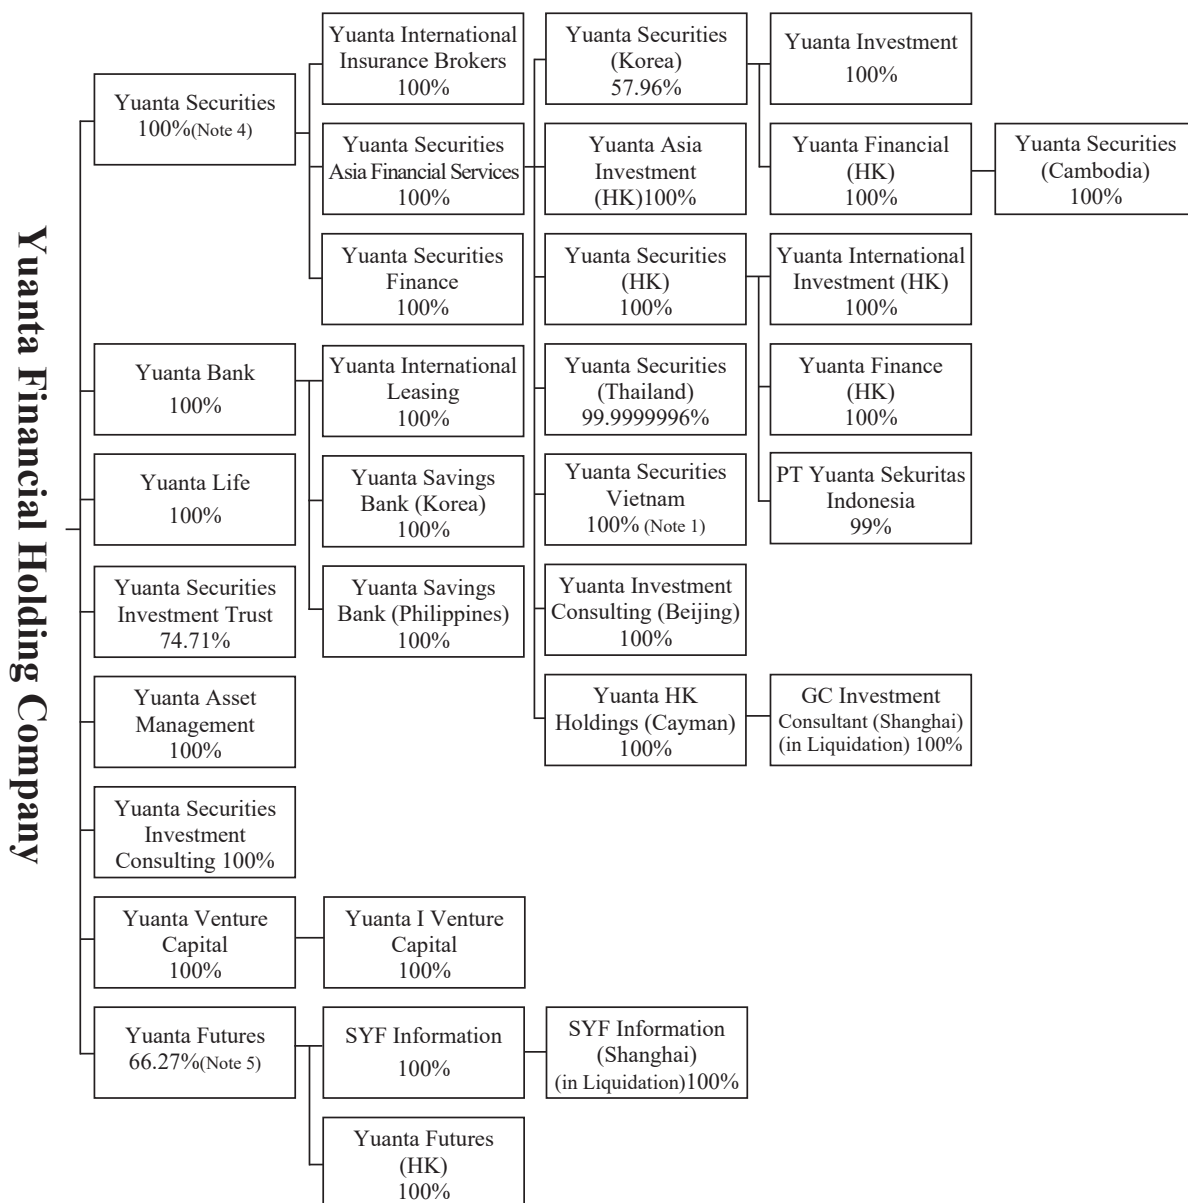 Yuanta Financial Holding Company
Yuanta Securities
100%(Note 4)
Yuanta International
Insurance Brokers
100%
Yuanta Securities
Asia Financial Services
100%
Yuanta Securities
Finance
100%
Yuanta Securities
(Korea)
57.96%
Yuanta Investment
100%
Yuanta Financial
(HK)
100%
Yuanta Securities
(Cambodia)
100%
Yuanta Asia
Investment
(HK)100%
Yuanta Securities
(HK)
100%
Yuanta International
Investment (HK)
100%
Yuanta Finance
(HK)
100%
PT Yuanta Sekuritas
Indonesia
99%
Yuanta Securities
(Thailand)
99.9999996%
Yuanta Securities
Vietnam
100% (Note 1)
Yuanta Investment
Consulting (Beijing)
100%
Yuanta HK
Holdings (Cayman)
100%
GC Investment
Consultant (Shanghai)
(in Liquidation) 100%
Yuanta Bank
100%
Yuanta International
Leasing
100%
Yuanta Savings
Bank (Korea)
100%
Yuanta Savings
Bank (Philippines)
100%
Yuanta Life
100%
Yuanta Securities
Investment Trust
74.71%
Yuanta Asset
Management
100%
Yuanta Securities
Investment
Consulting 100%
Yuanta Venture
Capital
100%
Yuanta I Venture
Capital
100%
Yuanta Futures
66.27%(Note 5)
SYF Information
100%
SYF Information
(Shanghai)
(in Liquidation)100%
Yuanta Futures
(HK)
100%